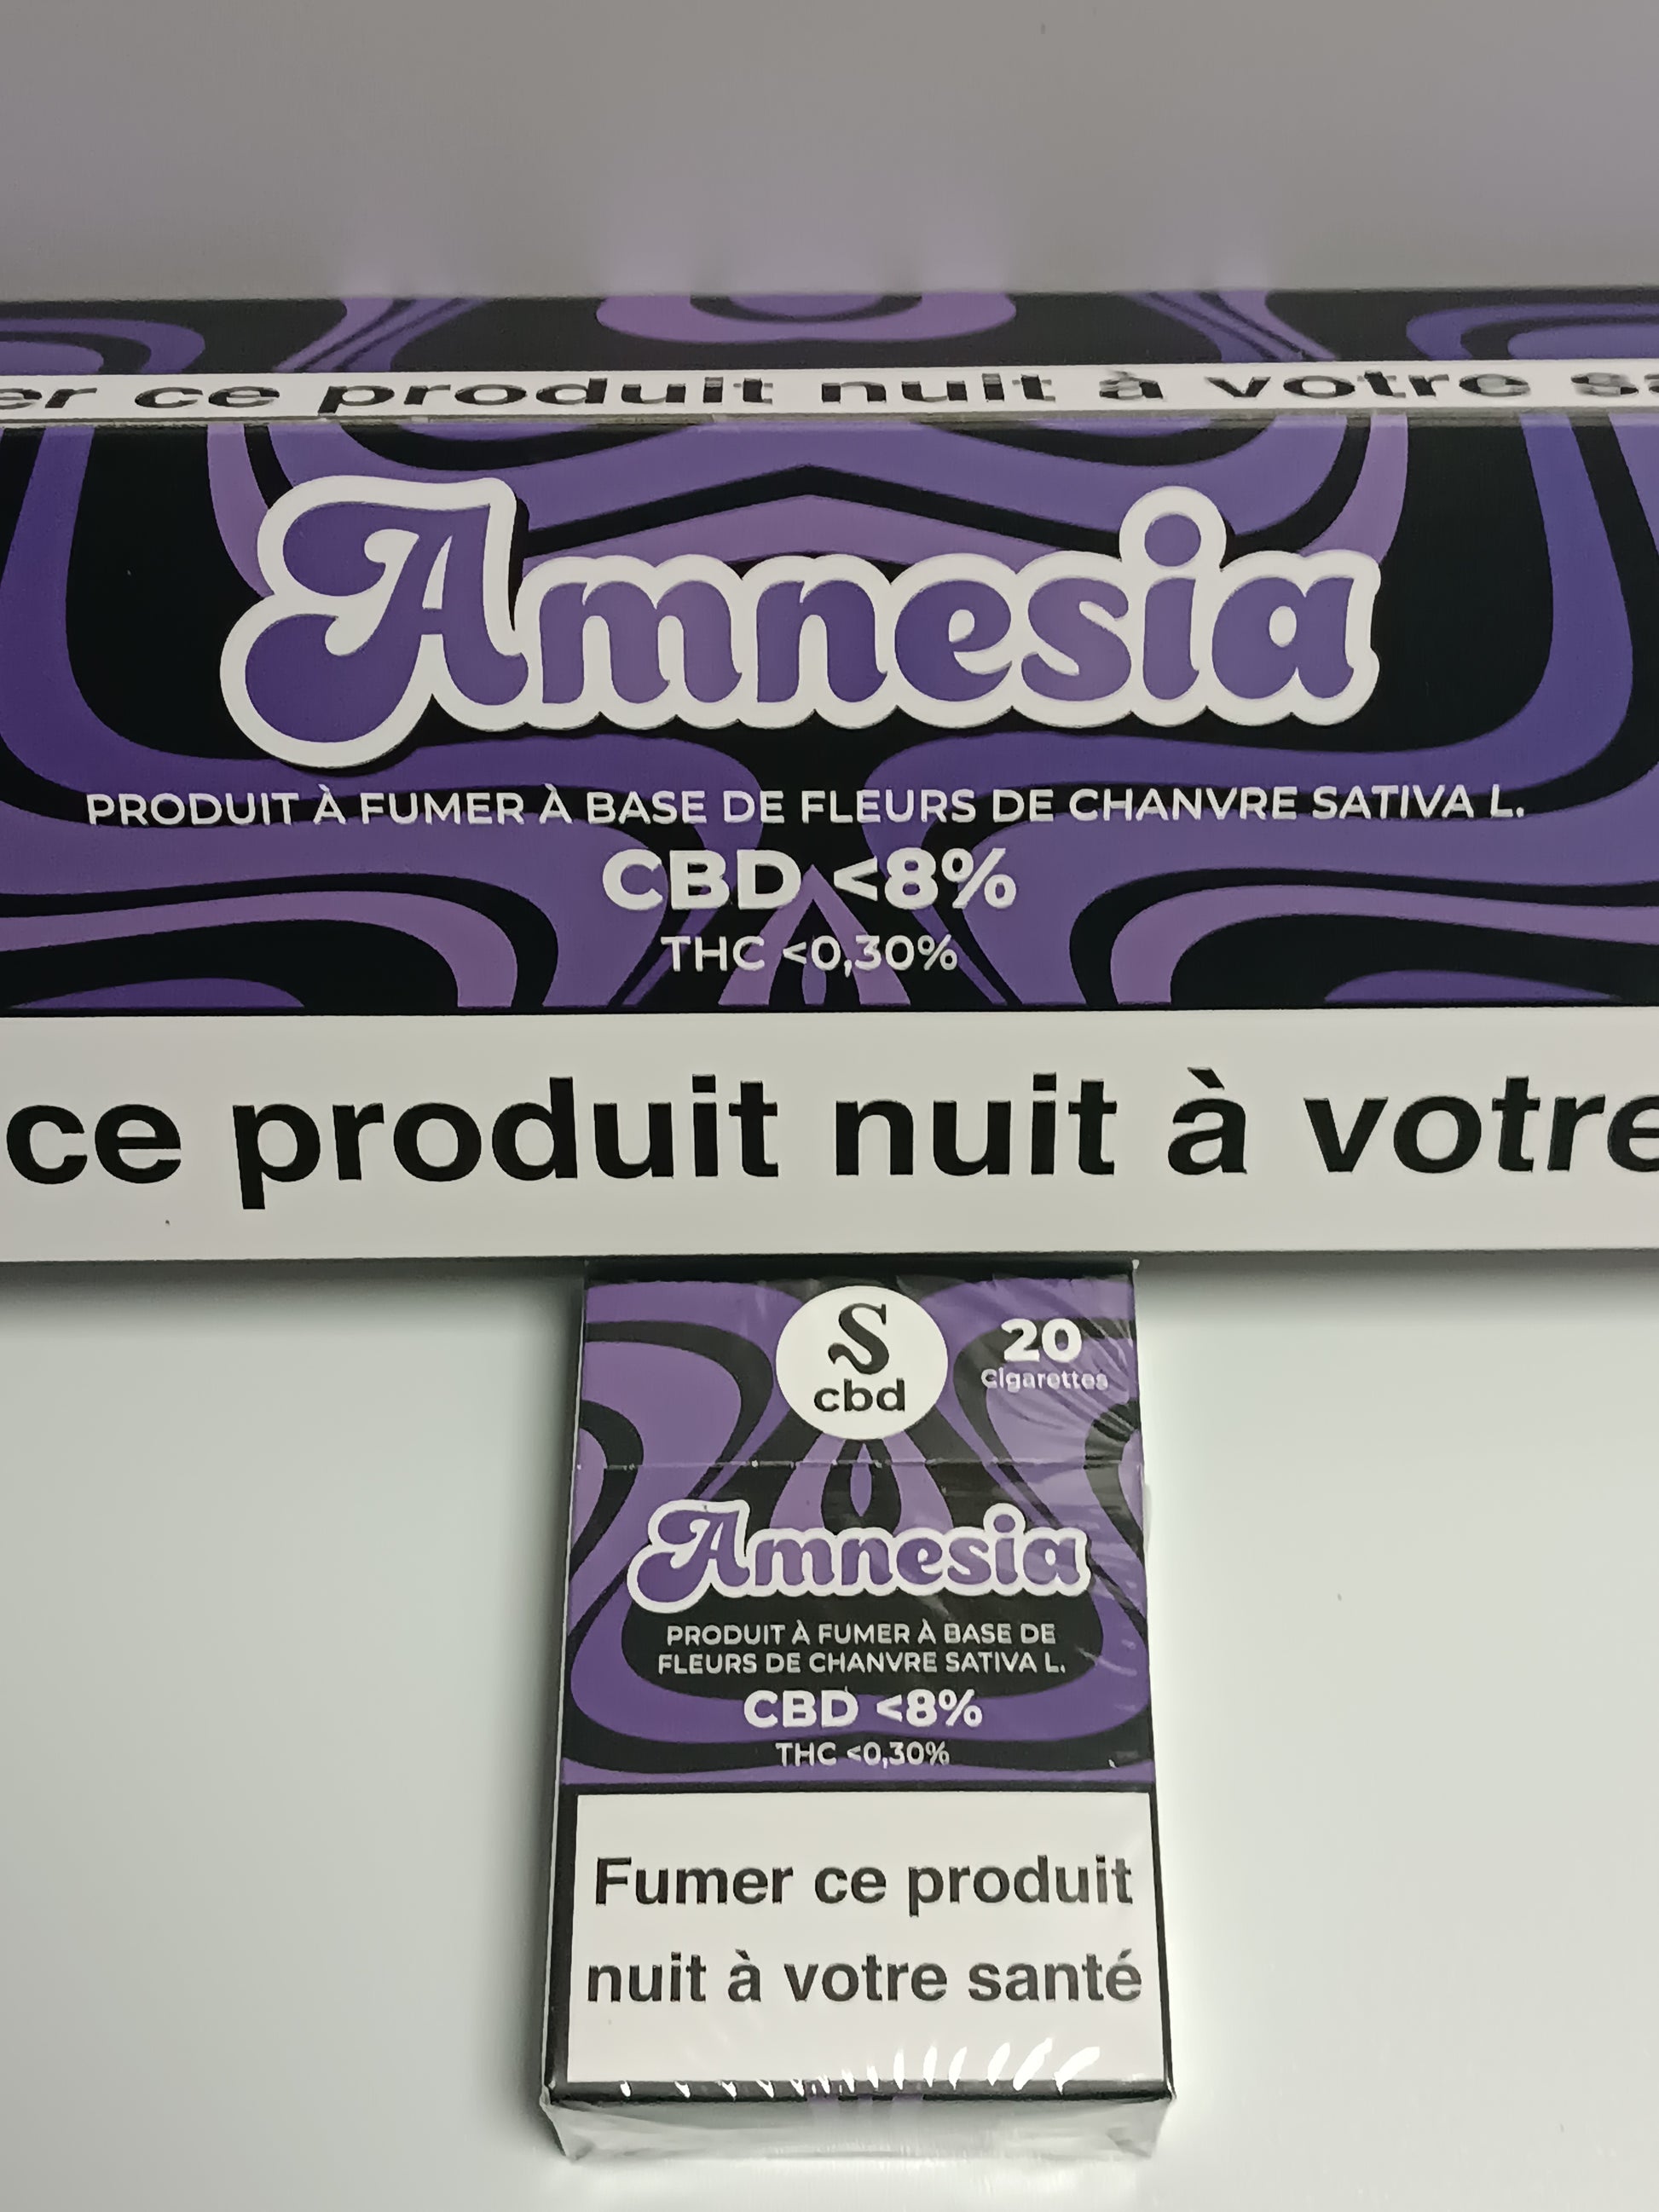 er ce produit nuit à votre sa
Amnesia
PRODUIT À FUMER À BASE DE FLEURS DE CHANVRE SATIVA L.
CBD <8%
THC <0,30%
ce produit nuit à votre
S
cbd
20
Cigarettes
Amnesia
PRODUIT À FUMER À BASE DE
FLEURS DE CHANVRE SATIVA L.
CBD <8%
THC <0,30%
Fumer ce produit
nuit à votre santé